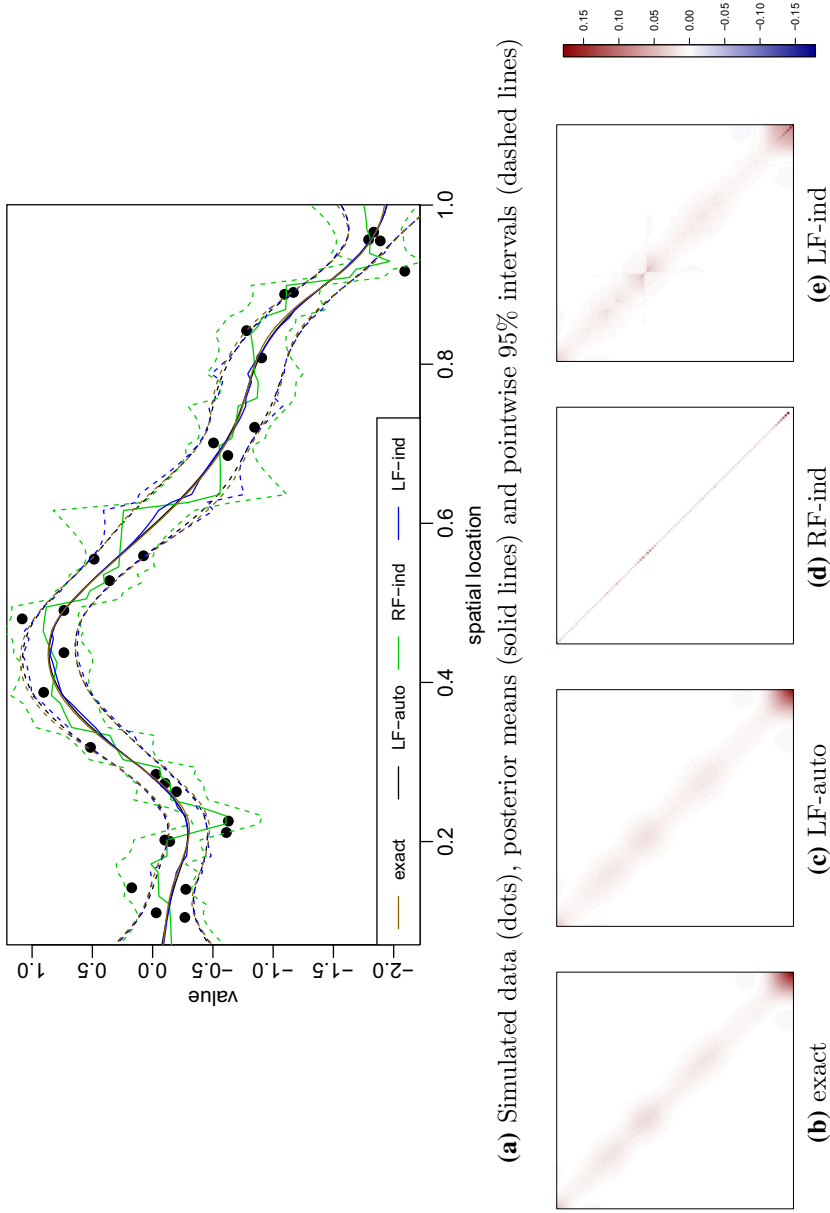 1.0
0.5
0.0
−0.5
−1.0
−1.5
−2.0
value
exact
LF−auto
RF−ind
LF−ind
0.2
0.4
0.6
0.8
1.0
spatial location
(a) Simulated data (dots), posterior means (solid lines) and pointwise 95% intervals (dashed lines)
0.15
0.10
0.05
0.00
−0.05
−0.10
−0.15
(b) exact
(c) LF-auto
(d) RF-ind
(e) LF-ind